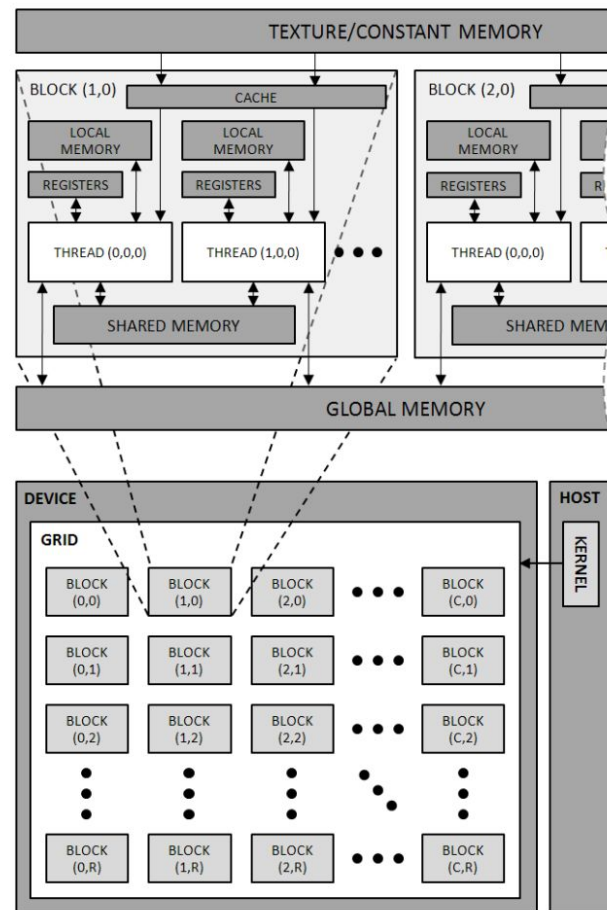 TEXTURE/CONSTANT MEMORY
BLOCK (1,0)
CACHE
LOCAL
MEMORY
LOCAL
MEMORY
REGISTERS
REGISTERS
THREAD (0,0,0)
THREAD (1,0,0)
SHARED MEMORY
BLOCK (2,0)
LOCAL
MEMORY
REGISTERS
THREAD (0,0,0)
SHARED
GLOBAL MEMORY
DEVICE
HOST
GRID
KERNEL
BLOCK
(0,0)
BLOCK
(1,0)
BLOCK
(2,0)
BLOCK
(C,0)
BLOCK
(0,1)
BLOCK
(1,1)
BLOCK
(2,1)
BLOCK
(C,1)
BLOCK
(0,2)
BLOCK
(1,2)
BLOCK
(2,2)
BLOCK
(C,2)
BLOCK
(0,R)
BLOCK
(1,R)
BLOCK
(2,R)
BLOCK
(C,R)